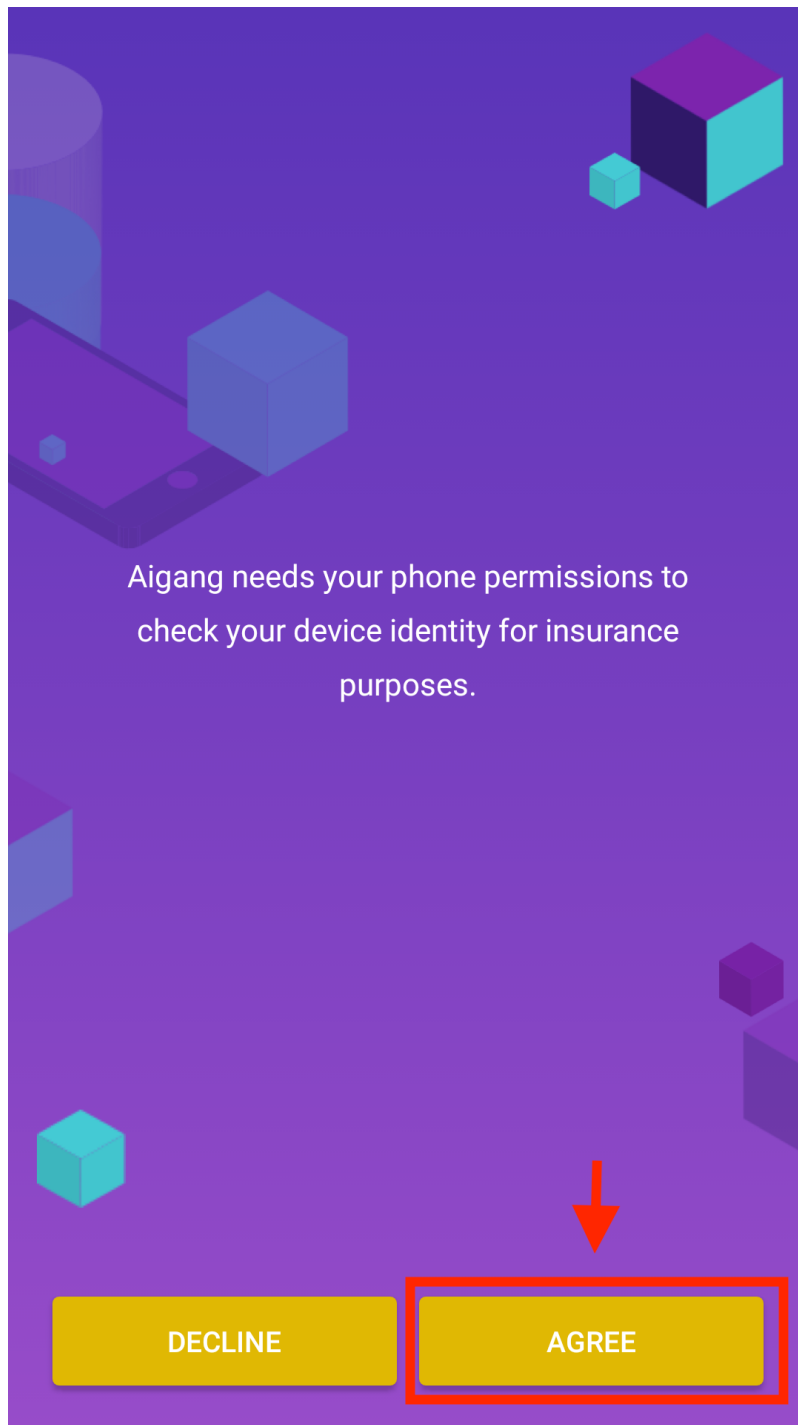 Aigang needs your phone permissions to
check your device identity for insurance
purposes.
DECLINE
AGREE